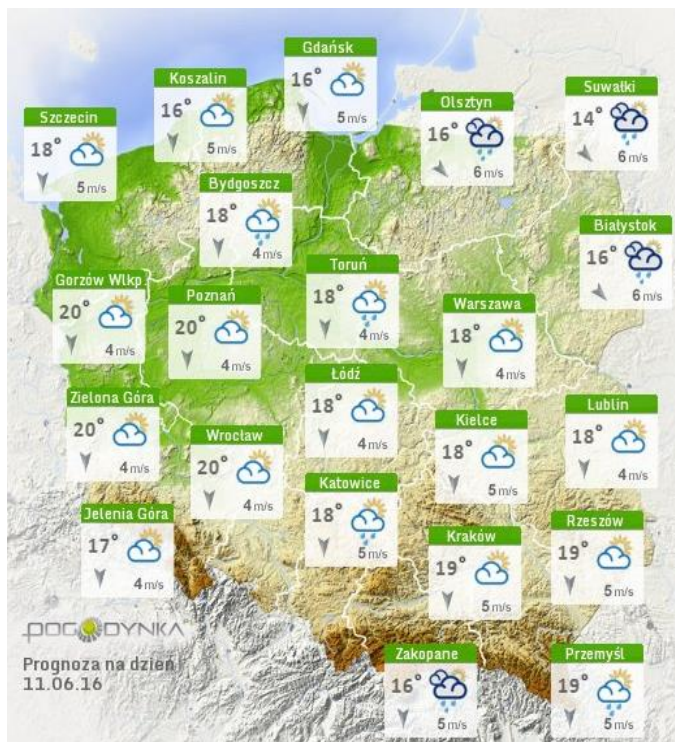 Gdańsk
16°
5 m/s
Koszalin
16°
5 m/s
Suwałki
14°
6 m/s
Olsztyn
16°
6 m/s
Szczecin
18°
5 m/s
Bydgoszcz
18°
4 m/s
Białystok
16°
6 m/s
Toruń
18°
4 m/s
Gorzów Wlkp
20°
4 m/s
Poznań
20°
4 m/s
Warszawa
18°
4 m/s
Łódź
18°
4 m/s
Zielona Góra
20°
4 m/s
Lublin
18°
4 m/s
Kielce
18°
5 m/s
Wrocław
20°
4 m/s
Katowice
18°
5 m/s
Jelenia Góra
17°
4 m/s
Rzeszów
19°
5 m/s
Kraków
19°
5 m/s
POGODYNKA
Prognoza na dzień
11.06.16
Zakopane
16°
5 m/s
Przemyśl
19°
5 m/s